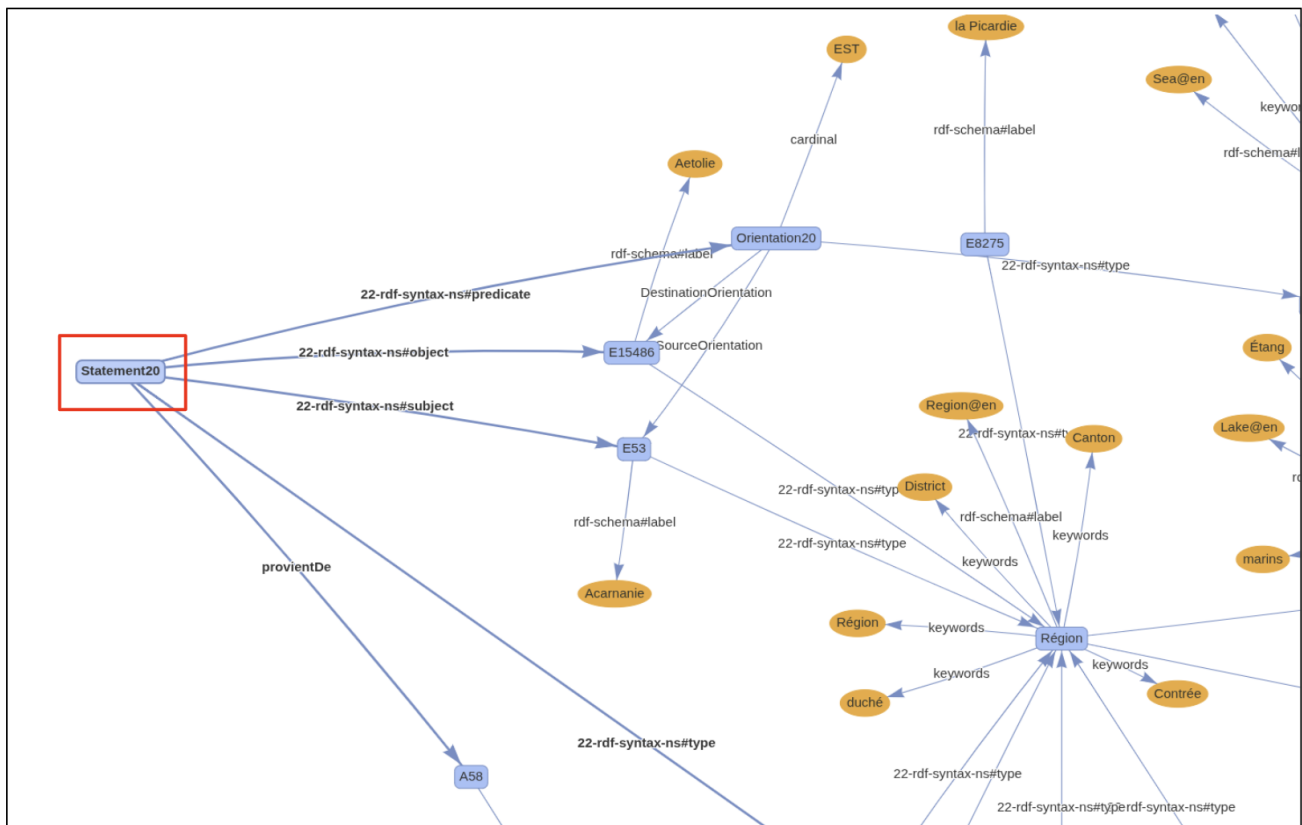 la Picardie
EST
Sea@en
keywor
cardinal
rdf-schema#label
rdf-schema#l
Aetolie
Orientation20
E8275
rdf-schema#label
22-rdf-syntax-ns#type
22-rdf-syntax-ns#predicate
DestinationOrientation
22-rdf-syntax-ns#object
E15486
SourceOrientation
Étang
Statement20
22-rdf-syntax-ns#subject
Region@en
E53
22-rdf-syntax-ns#ty
Canton
Lake@en
rd
22-rdf-syntax-ns#typ
District
rdf-schema#label
rdf-schema#label
22-rdf-syntax-ns#type
keywords
provientDe
keywords
marins
Acarnanie
Région
keywords
Région
keywords
keywords
duché
Contrée
22-rdf-syntax-ns#type
22-rdf-syntax-ns#type
A58
22-rdf-syntax-ns#type
22-rdf-syntax-ns#type